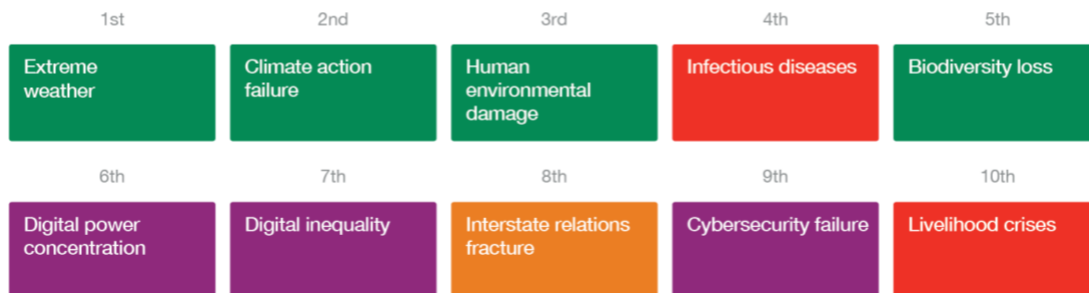 1st
2nd
3rd
4th
5th
Extreme
weather
Climate action
failure
Human
environmental
damage
Infectious diseases
Biodiversity loss
6th
7th
8th
9th
10th
Digital power
concentration
Digital inequality
Interstate relations
fracture
Cybersecurity failure
Livelihood crises